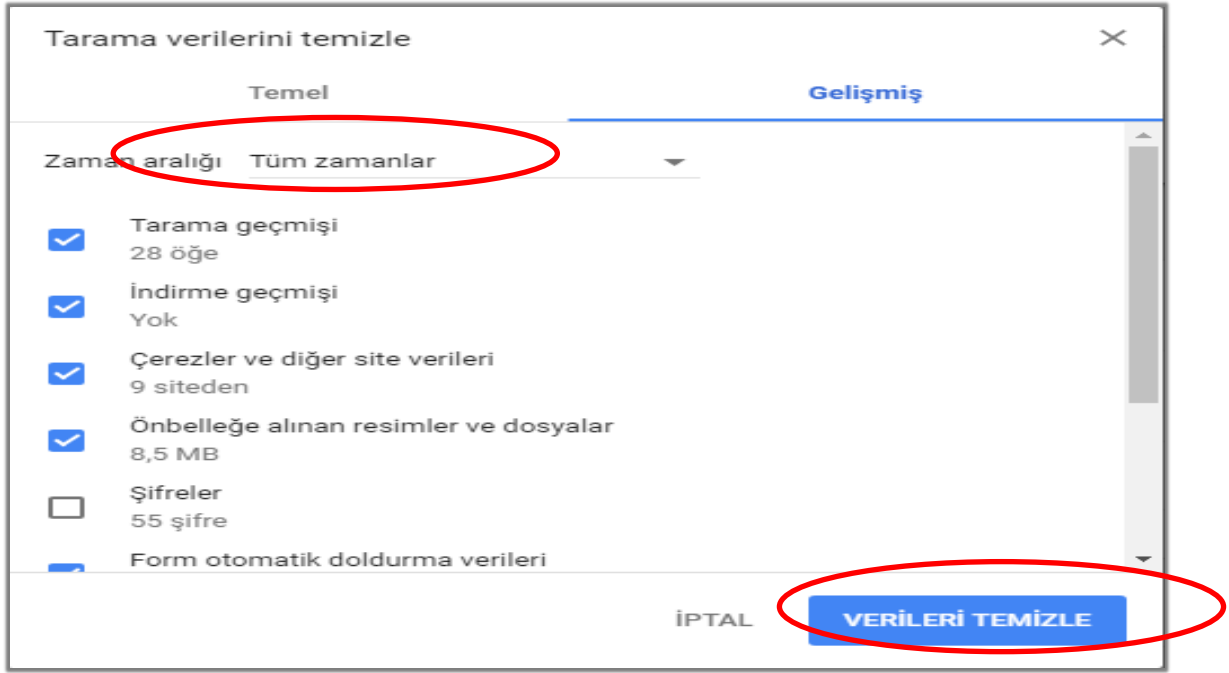 Tarama verilerini temizle
Temel Gelişmiş
Zaman aralığı Tüm zamanlar
Tarama geçmişi
28 öğe
İndirme geçmişi
Yok
Çerezler ve diğer site verileri
9 siteden
Önbelleğe alınan resimler ve dosyalar
8,5 MB
Şifreler
55 şifre
Form otomatik doldurma verileri
İPTAL VERİLERİ TEMİZLE